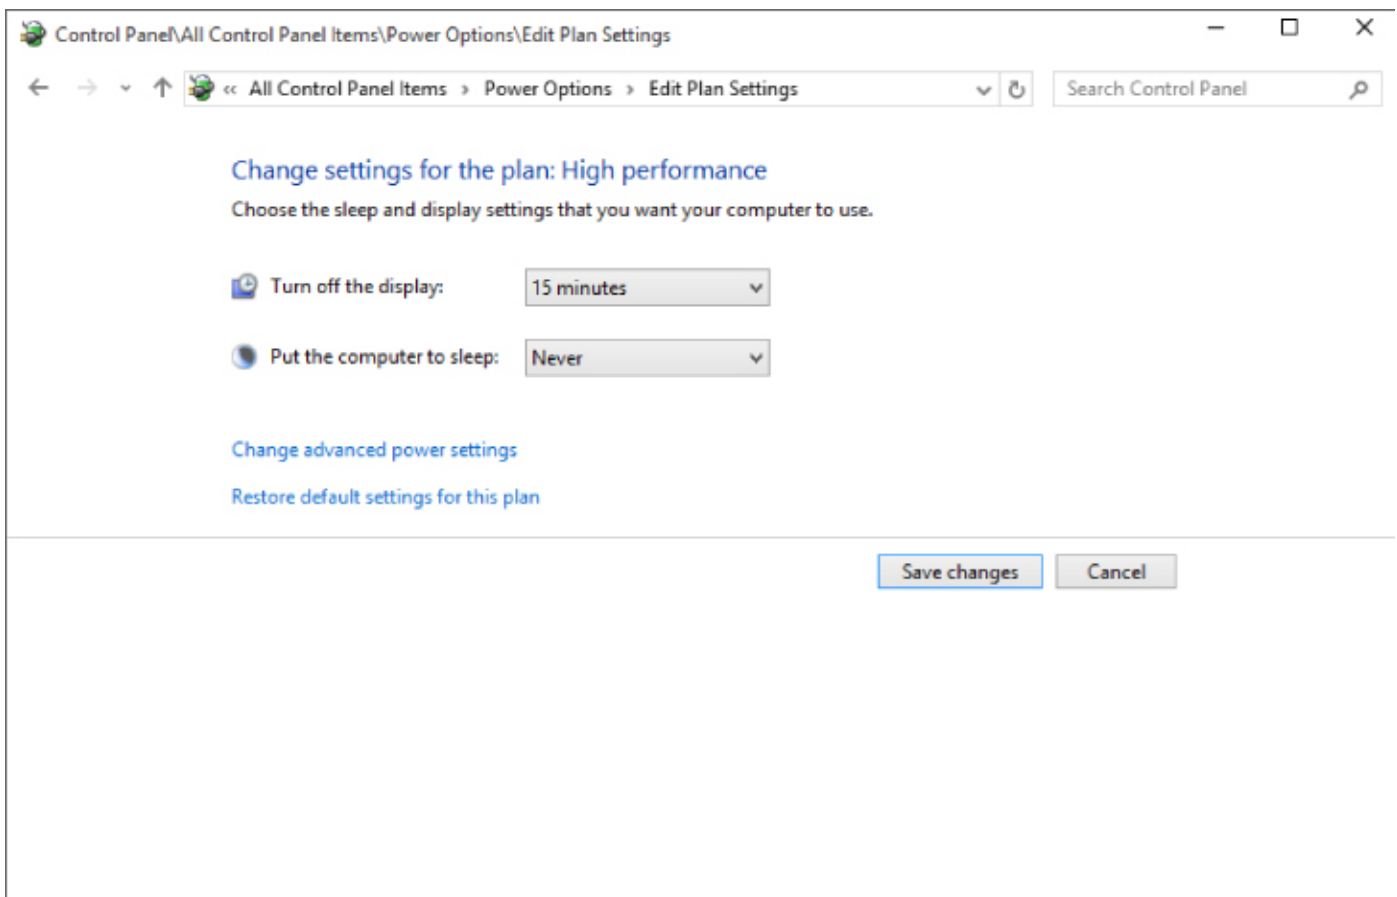 Control Panel\All Control Panel Items\Power Options\Edit Plan Settings
« All Control Panel Items › Power Options › Edit Plan Settings Search Control Panel
Change settings for the plan: High performance
Choose the sleep and display settings that you want your computer to use.
Turn off the display: 15 minutes
Put the computer to sleep: Never
Change advanced power settings
Restore default settings for this plan
Save changes Cancel